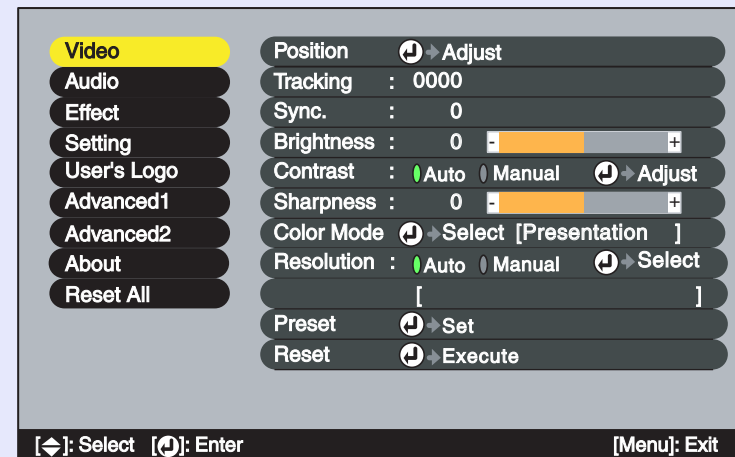 Video
Audio
Effect
Setting
User's Logo
Advanced1
Advanced2
About
Reset All
Position Adjust
Tracking : 0000
Sync. : 0
Brightness : 0 - +
Contrast : Auto Manual Adjust
Sharpness : 0 - +
Color Mode Select [Presentation ]
Resolution : Auto Manual Select
[ ]
Preset Set
Reset Execute
[ ]: Select [ ]: Enter [Menu]: Exit